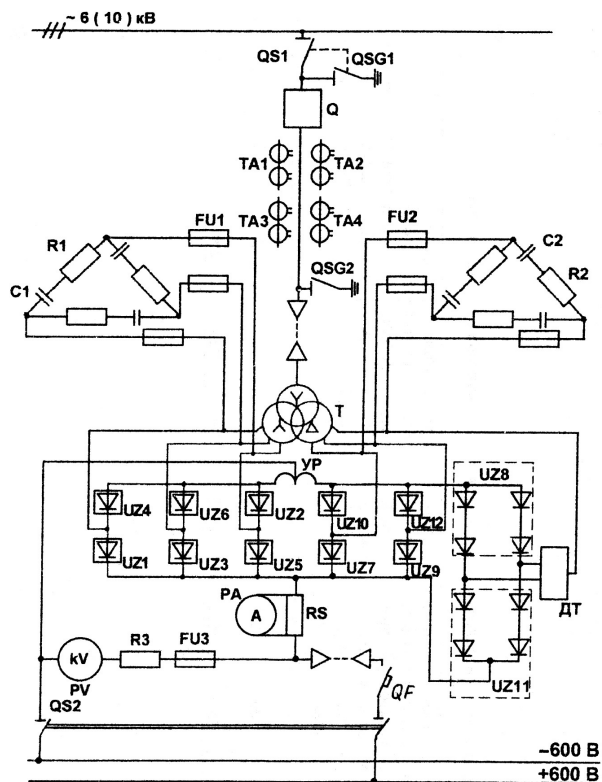 ~ 6 ( 10 ) кВ
QS1
QSG1
Q
TA1
TA2
TA3
TA4
FU1
FU2
R1
C1
C2
R2
QSG2
T
УР
UZ8
UZ4
UZ6
UZ2
UZ10
UZ12
UZ1
UZ3
UZ5
UZ7
UZ9
ДТ
PA
A
RS
R3
FU3
kV
PV
QF
UZ11
QS2
–600 В
+600 В